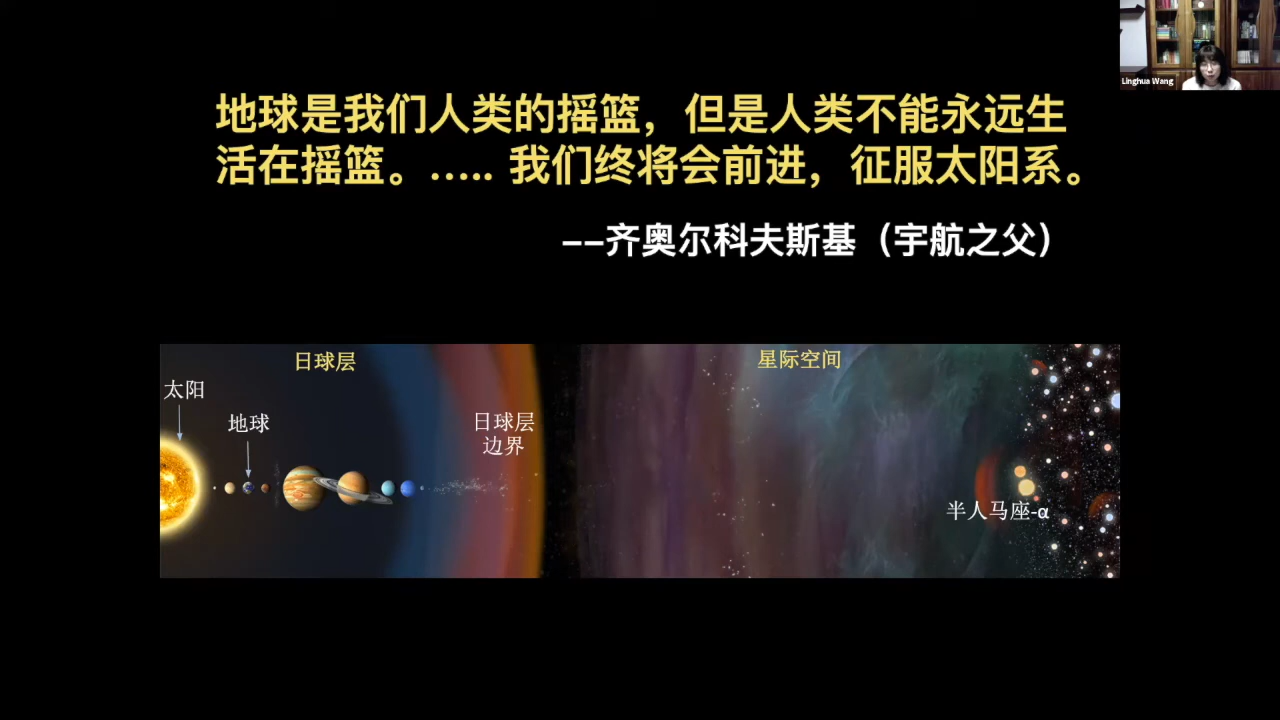 地球是我们人类的摇篮，但是人类不能永远生
活在摇篮。….. 我们终将会前进，征服太阳系。
––齐奥尔科夫斯基（宇航之父）
Linghua Wang
日球层
星际空间
太阳
地球
日球层
边界
半人马座-α